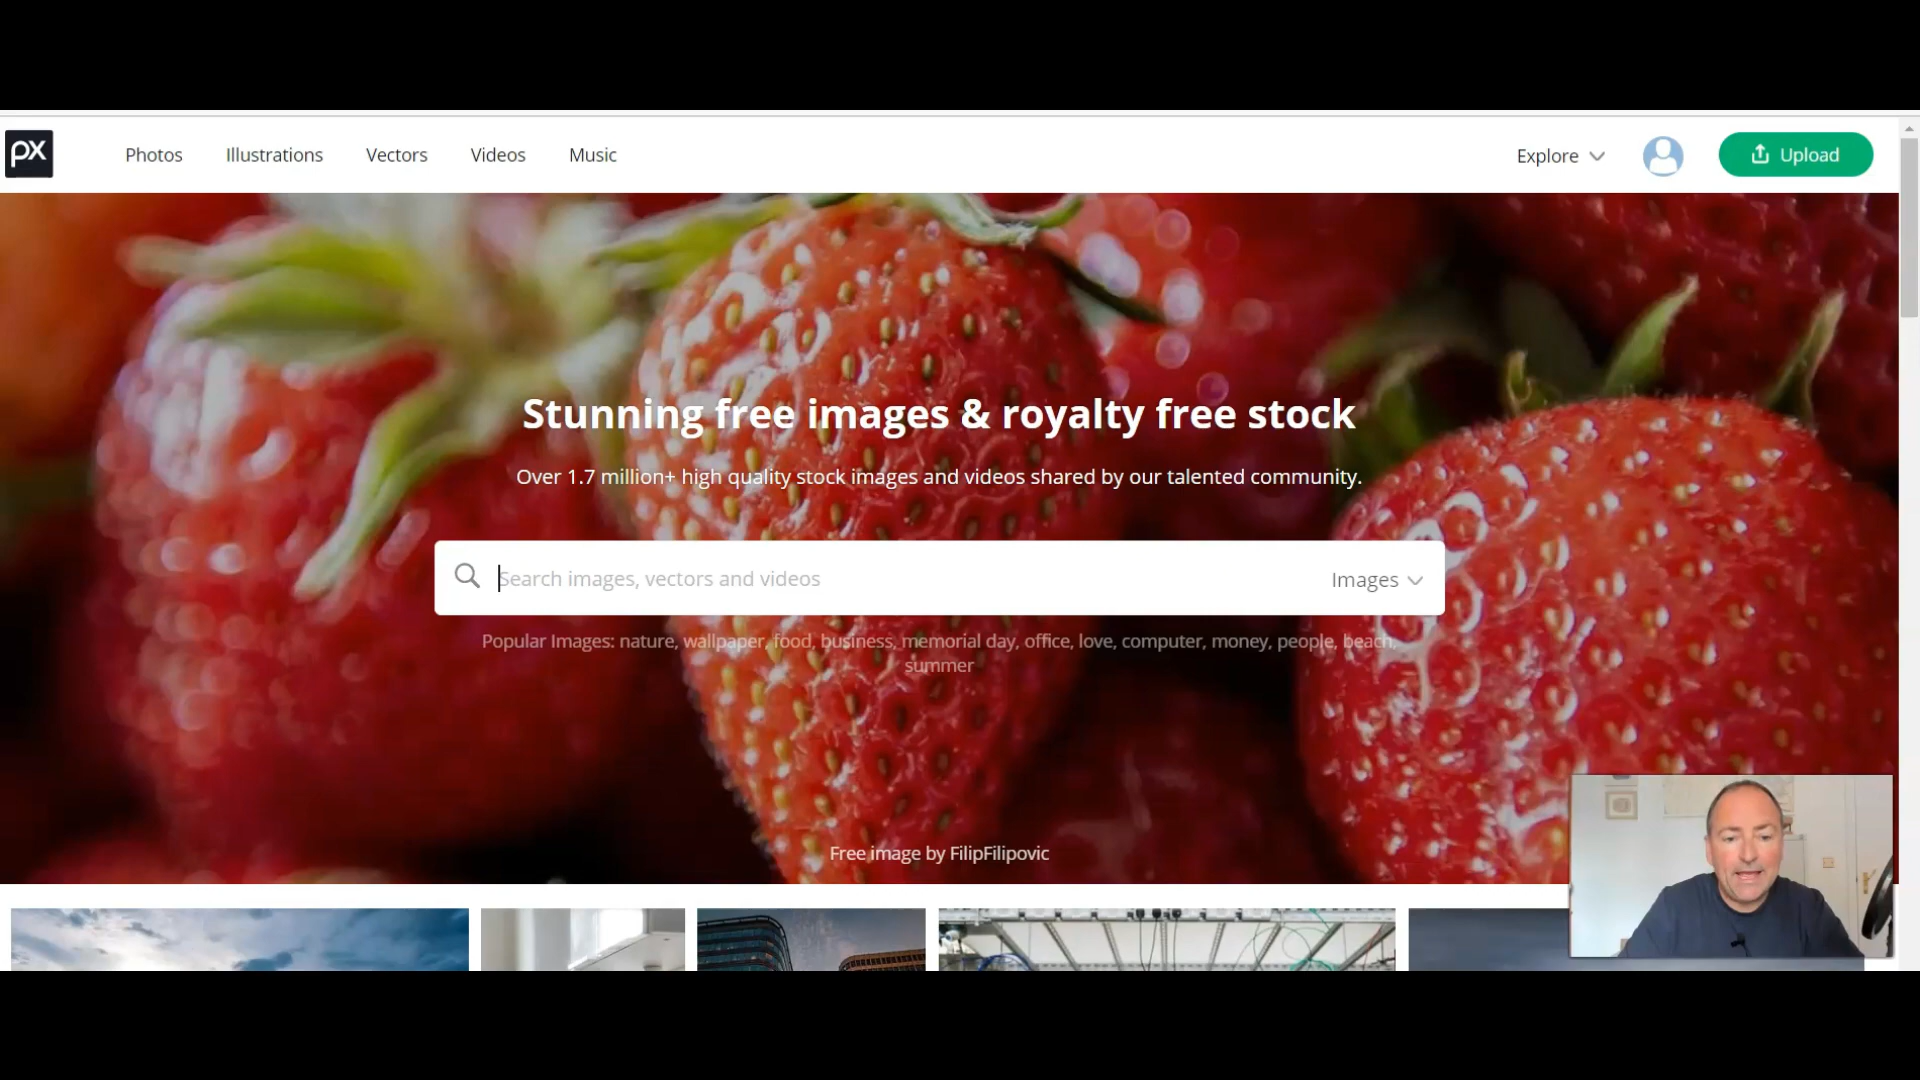 px
Photos
Illustrations
Vectors
Videos
Music
Explore
Upload
Stunning free images & royalty free stock
Over 1.7 million+ high quality stock images and videos shared by our talented community.
Search images, vectors and videos
Images
Popular Images: nature, wallpaper, food, business, memorial day, office, love, computer, money, people, beach,
summer
Free image by FilipFilipovic